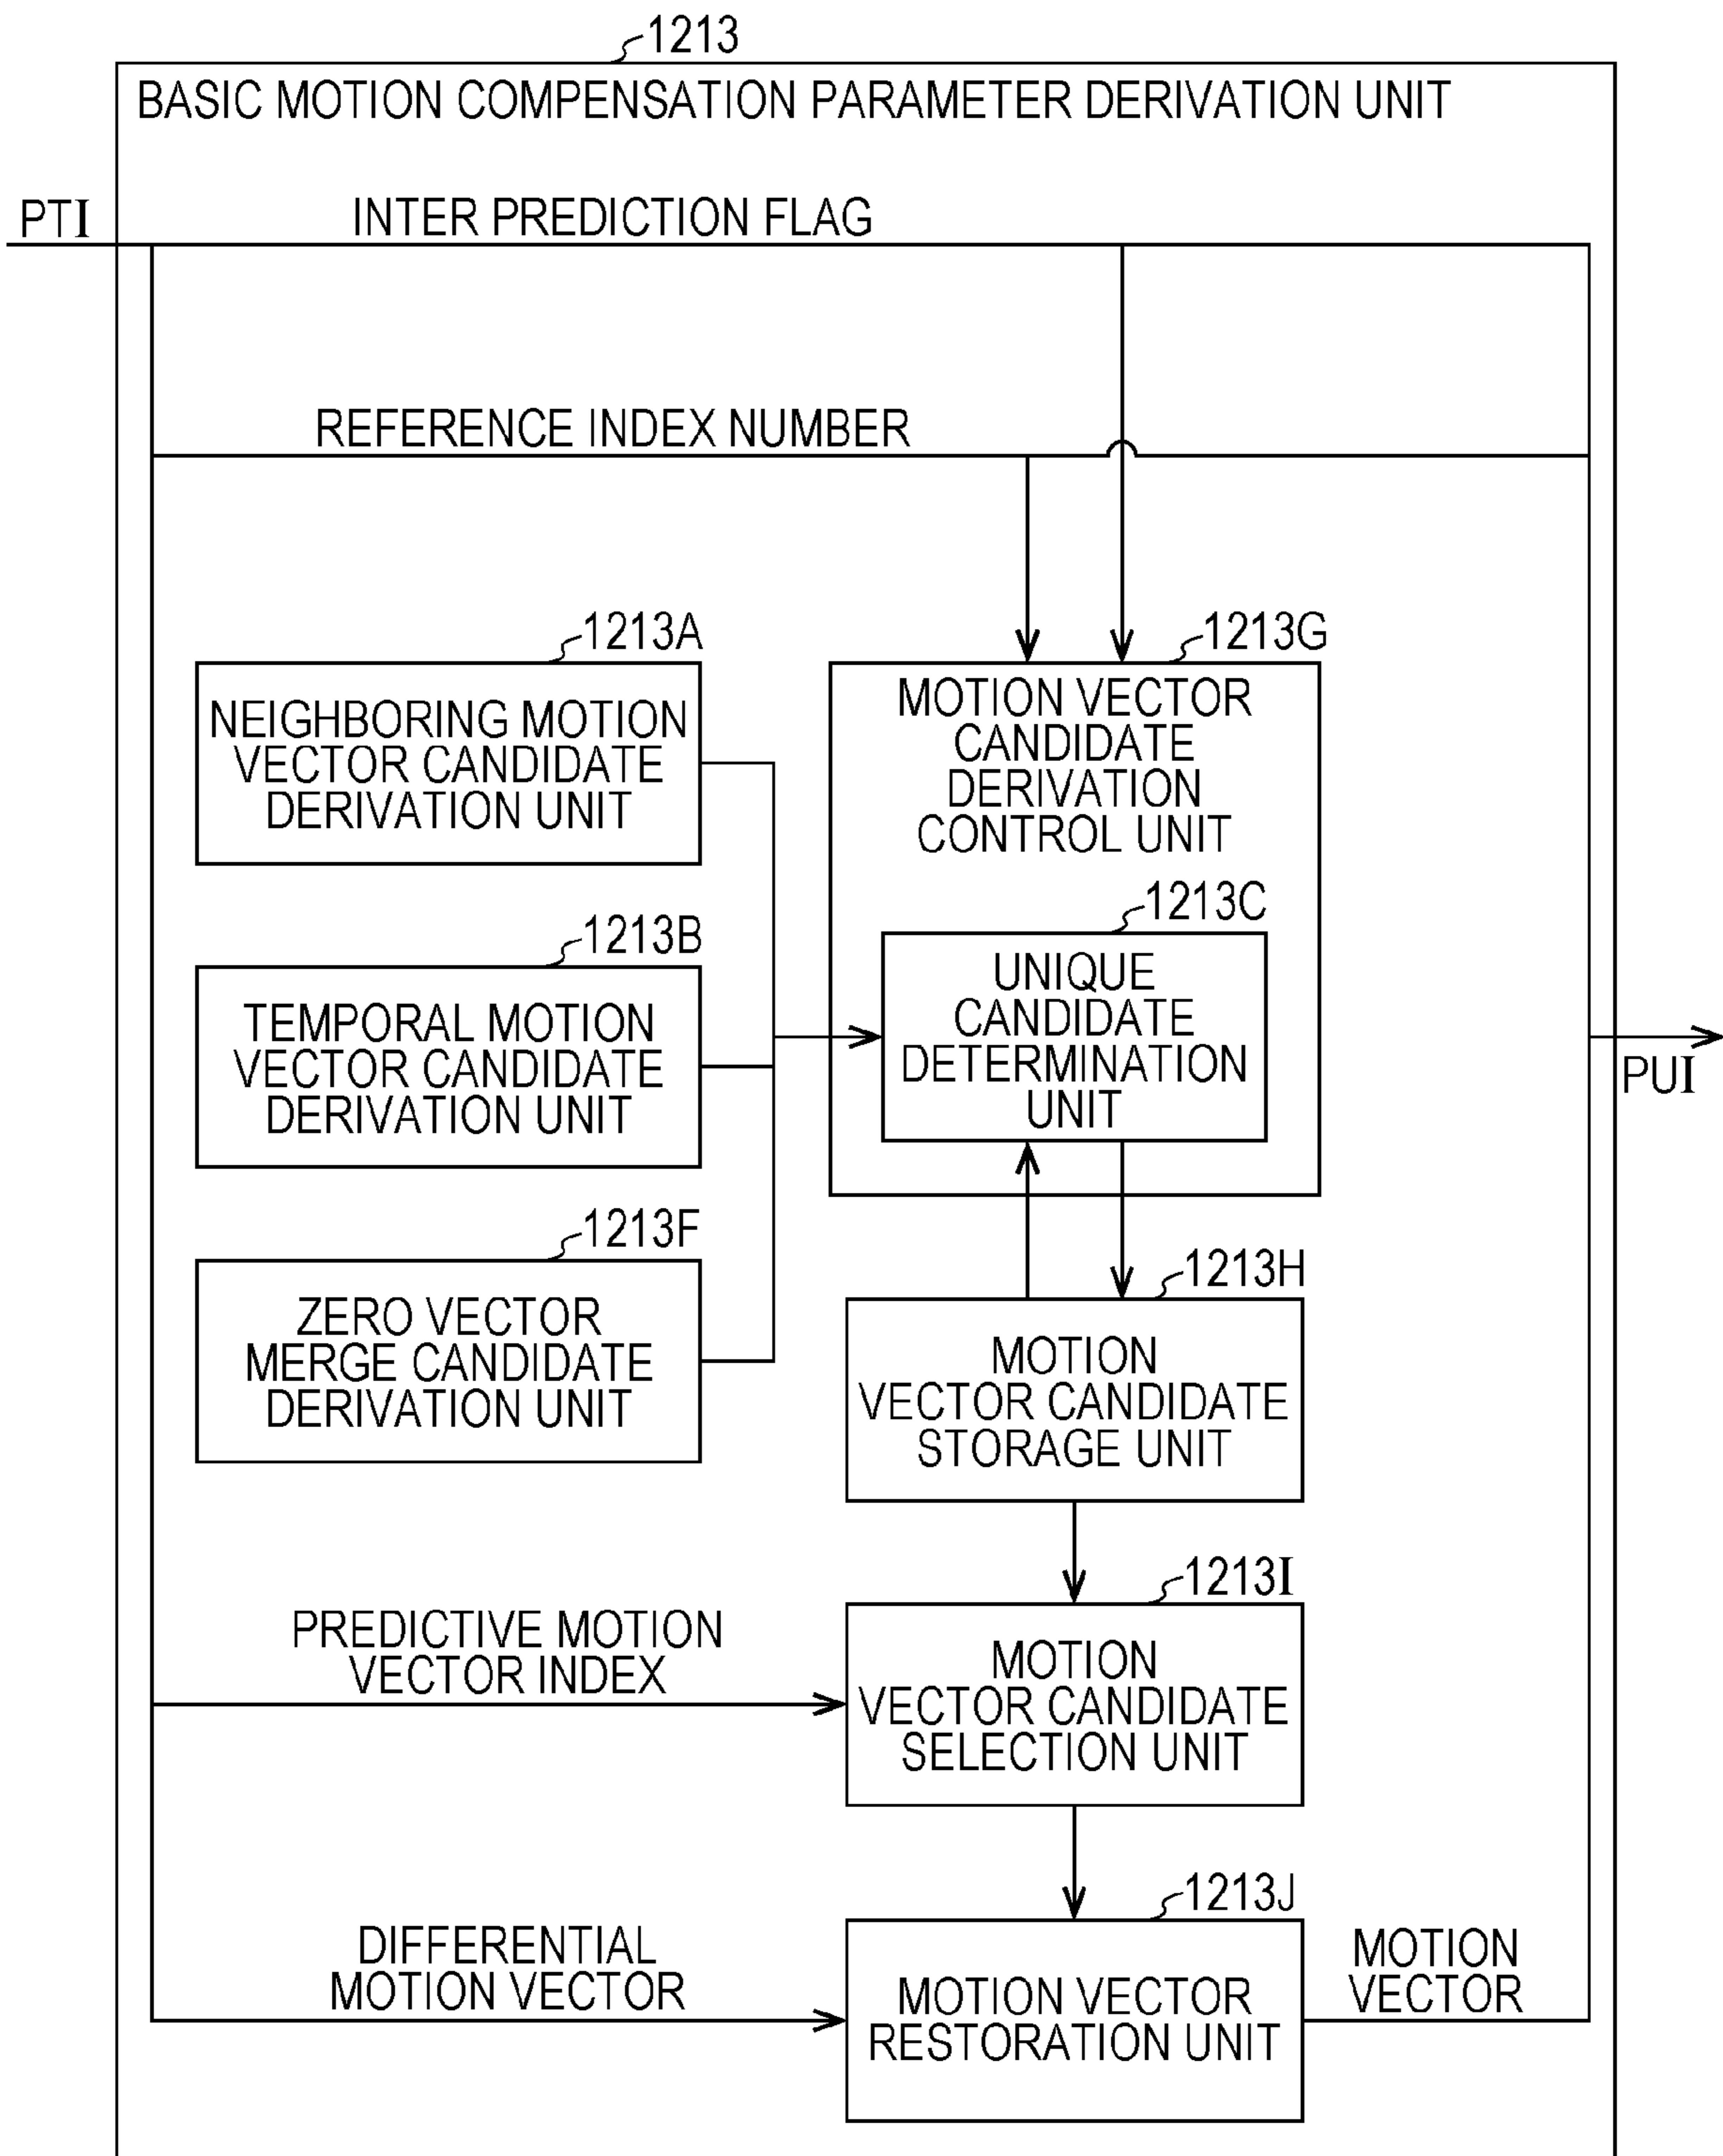 1213
BASIC MOTION COMPENSATION PARAMETER DERIVATION UNIT
PTI
INTER PREDICTION FLAG
REFERENCE INDEX NUMBER
1213A
NEIGHBORING MOTION
VECTOR CANDIDATE
DERIVATION UNIT
1213G
MOTION VECTOR
CANDIDATE
DERIVATION
CONTROL UNIT
1213C
UNIQUE
CANDIDATE
DETERMINATION
UNIT
1213B
TEMPORAL MOTION
VECTOR CANDIDATE
DERIVATION UNIT
PUI
1213F
ZERO VECTOR
MERGE CANDIDATE
DERIVATION UNIT
1213H
MOTION
VECTOR CANDIDATE
STORAGE UNIT
PREDICTIVE MOTION
VECTOR INDEX
1213I
MOTION
VECTOR CANDIDATE
SELECTION UNIT
DIFFERENTIAL
MOTION VECTOR
1213J
MOTION VECTOR
RESTORATION UNIT
MOTION
VECTOR